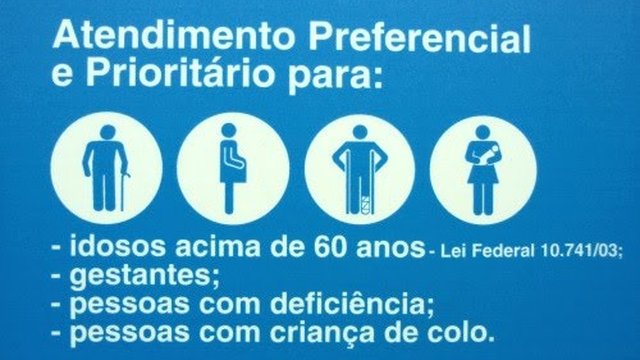 Atendimento Preferencial
e Prioritário para:
- idosos acima de 60 anos - Lei Federal 10.741/03;
- gestantes;
- pessoas com deficiência;
- pessoas com criança de colo.